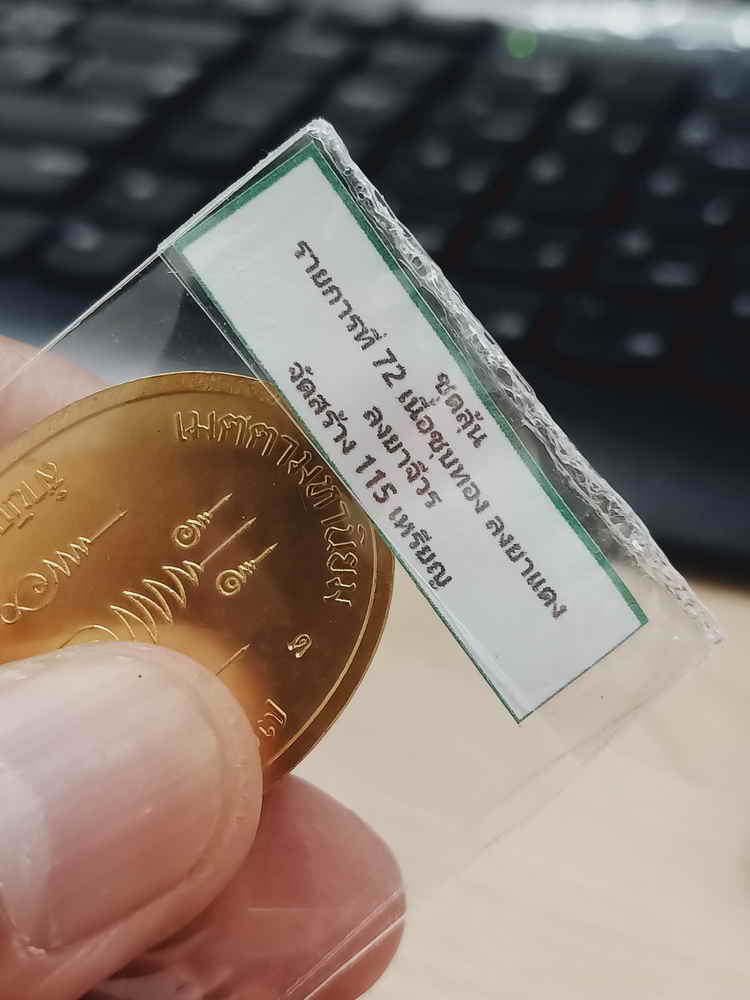 ชุดลุ้น
รายการที่ 72 เนื้อชุบทอง ลงยาแดง
ลงยาจีวร
จัดสร้าง 115 เหรียญ
เมตตามหานิยม